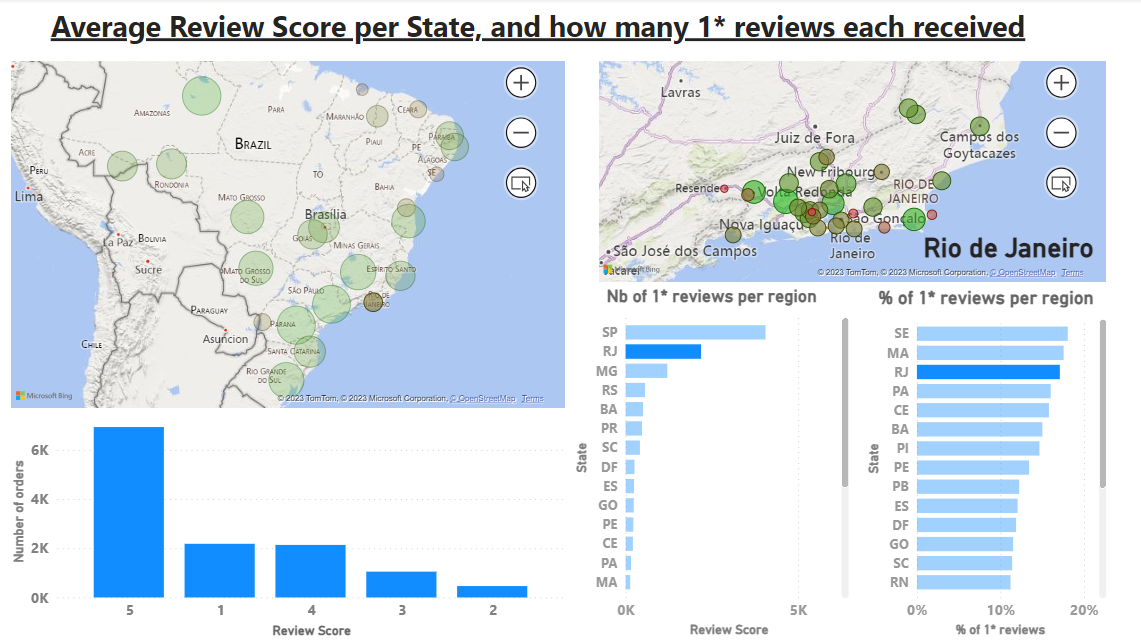 Average Review Score per State, and how many 1* reviews each received
AMAZONAS
PARÁ
MARANHÃO
CEARÁ
PARAÍBA
PIAUÍ
PE
ALAGOAS
SE
ACRE
BRAZIL
TO
RONDÔNIA
BAHIA
PERU
Lima
MATO GROSSO
Brasília
GOIÁS
La Paz
BOLIVIA
MINAS GERAIS
Sucre
MATO GROSSO
DO SUL
ESPÍRITO SANTO
SÃO PAULO
RIO DE
JANEIRO
PARAGUAY
PARANÁ
Asuncion
CHILE
SANTA CATARINA
RIO GRANDE
DO SUL
Microsoft Bing
© 2023 TomTom, © 2023 Microsoft Corporation, © OpenStreetMap Terms
Lavras
Juiz de Fora
Campos dos
Goytacazes
New Fribourg
Resende
Volta Redonda
RIO DE
JANEIRO
Nova Iguaçu
São Gonçalo
Rio de
Janeiro
São José dos Campos
Jacareí
Rio de Janeiro
Microsoft Bing
© 2023 TomTom, © 2023 Microsoft Corporation, © OpenStreetMap Terms
Number of orders
6K
4K
2K
0K
5 1 4 3 2
Review Score
Nb of 1* reviews per region
State
SP
RJ
MG
RS
BA
PR
SC
DF
ES
GO
PE
CE
PA
MA
0K 5K
Review Score
% of 1* reviews per region
State
SE
MA
RJ
PA
CE
BA
PI
PE
PB
ES
DF
GO
SC
RN
0% 10% 20%
% of 1* reviews